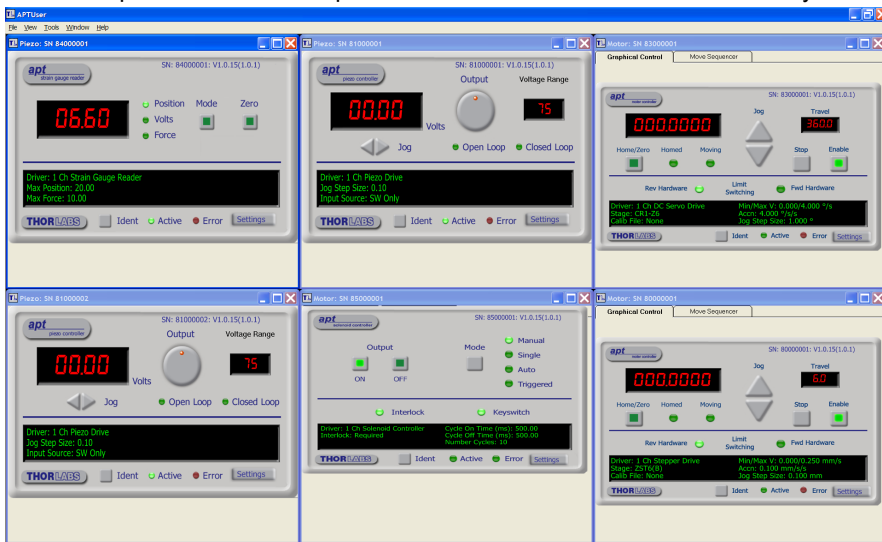 APTUser
File View Tools Window Help
Piezo: SN 84000001
apt
strain gauge reader
SN: 84000001: V1.0.15(1.0.1)
06.60
Position Mode Zero
Volts
Force
Driver: 1 Ch Strain Gauge Reader
Max Position: 20.00
Max Force: 10.00
THORLABS Ident Active Error Settings
Piezo: SN 81000001
apt
piezo controller
SN: 81000001: V1.0.15(1.0.1)
Output Voltage Range
00.00 Volts 75
Jog Open Loop Closed Loop
Driver: 1 Ch Piezo Drive
Jog Step Size: 0.10
Input Source: SW Only
THORLABS Ident Active Error Settings
Motor: SN 83000001
Graphical Control Move Sequencer
apt
motor controller
SN: 83000001: V1.0.15(1.0.1)
Jog Travel
000.0000 360.0
Home/Zero Homed Moving Stop Enable
Rev Hardware Limit Switching Fwd Hardware
Driver: 1 Ch DC Servo Drive Min/Max V: 0.000/4.000 °/s
Stage: CR1-Z6 Accn: 4.000 °/s/s
Calib File: None Jog Step Size: 1.000 °
THORLABS Ident Active Error Settings
Piezo: SN 81000002
apt
piezo controller
SN: 81000002: V1.0.15(1.0.1)
Output Voltage Range
00.00 Volts 75
Jog Open Loop Closed Loop
Driver: 1 Ch Piezo Drive
Jog Step Size: 0.10
Input Source: SW Only
THORLABS Ident Active Error Settings
Motor: SN 85000001
apt
solenoid controller
SN: 85000001: V1.0.15(1.0.1)
Output Mode Manual
Single
Auto
ON OFF Triggered
Interlock Keyswitch
Driver: 1 Ch Solenoid Controller Cycle On Time (ms): 500.00
Interlock: Required Cycle Off Time (ms): 500.00
Number Cycles: 10
THORLABS Ident Active Error Settings
Motor: SN 80000001
Graphical Control Move Sequencer
apt
motor controller
SN: 80000001: V1.0.15(1.0.1)
Jog Travel
000.0000 6.0
Home/Zero Homed Moving Stop Enable
Rev Hardware Limit Switching Fwd Hardware
Driver: 1 Ch Stepper Drive Min/Max V: 0.000/0.250 mm/s
Stage: ZST6(B) Accn: 0.100 mm/s/s
Calib File: None Jog Step Size: 0.100 mm
THORLABS Ident Active Error Settings